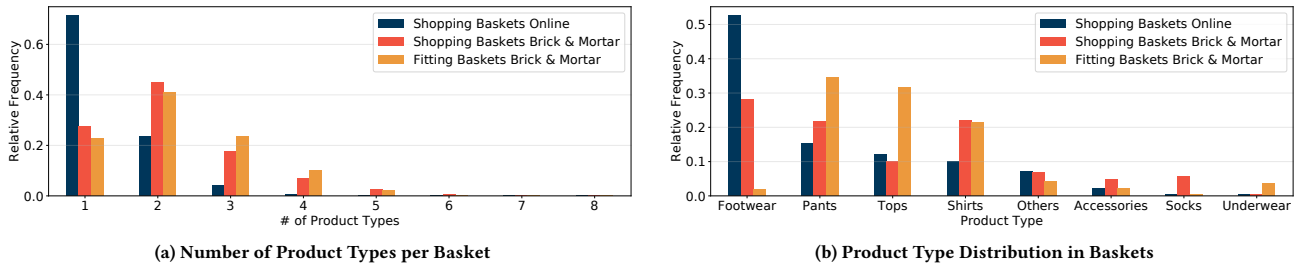 Relative Frequency
0.6
0.4
0.2
0.0
Shopping Baskets Online
Shopping Baskets Brick & Mortar
Fitting Baskets Brick & Mortar
1 2 3 4 5 6 7 8
# of Product Types
(a) Number of Product Types per Basket
Relative Frequency
0.5
0.4
0.3
0.2
0.1
0.0
Shopping Baskets Online
Shopping Baskets Brick & Mortar
Fitting Baskets Brick & Mortar
Footwear Pants Tops Shirts Others Accessories Socks Underwear
Product Type
(b) Product Type Distribution in Baskets